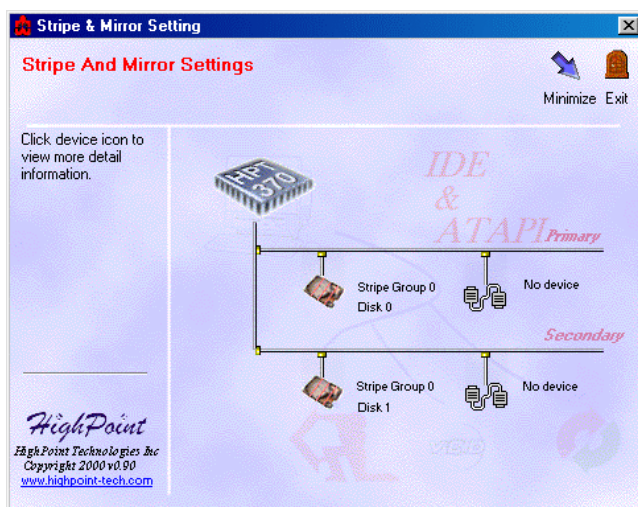 Stripe & Mirror Setting
Stripe And Mirror Settings
Minimize Exit
Click device icon to
view more detail
information.
HPT
370
IDE
&
ATAPI
Primary
Stripe Group 0
Disk 0
No device
Secondary
Stripe Group 0
Disk 1
No device
HighPoint
HighPoint Technologies Inc
Copyright 2000 v0.90
www.highpoint-tech.com